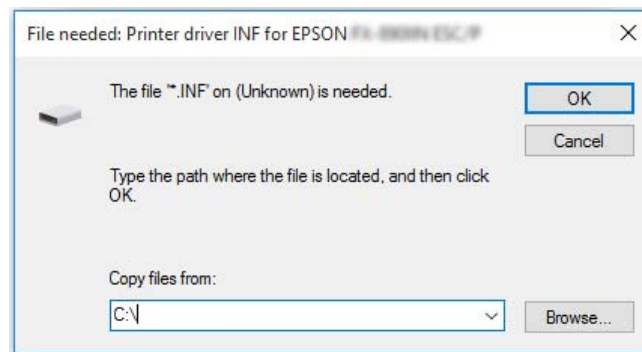 File needed: Printer driver INF for EPSON
The file '*.INF' on (Unknown) is needed.
OK
Cancel
Type the path where the file is located, and then click
OK.
Copy files from:
C:\
Browse...